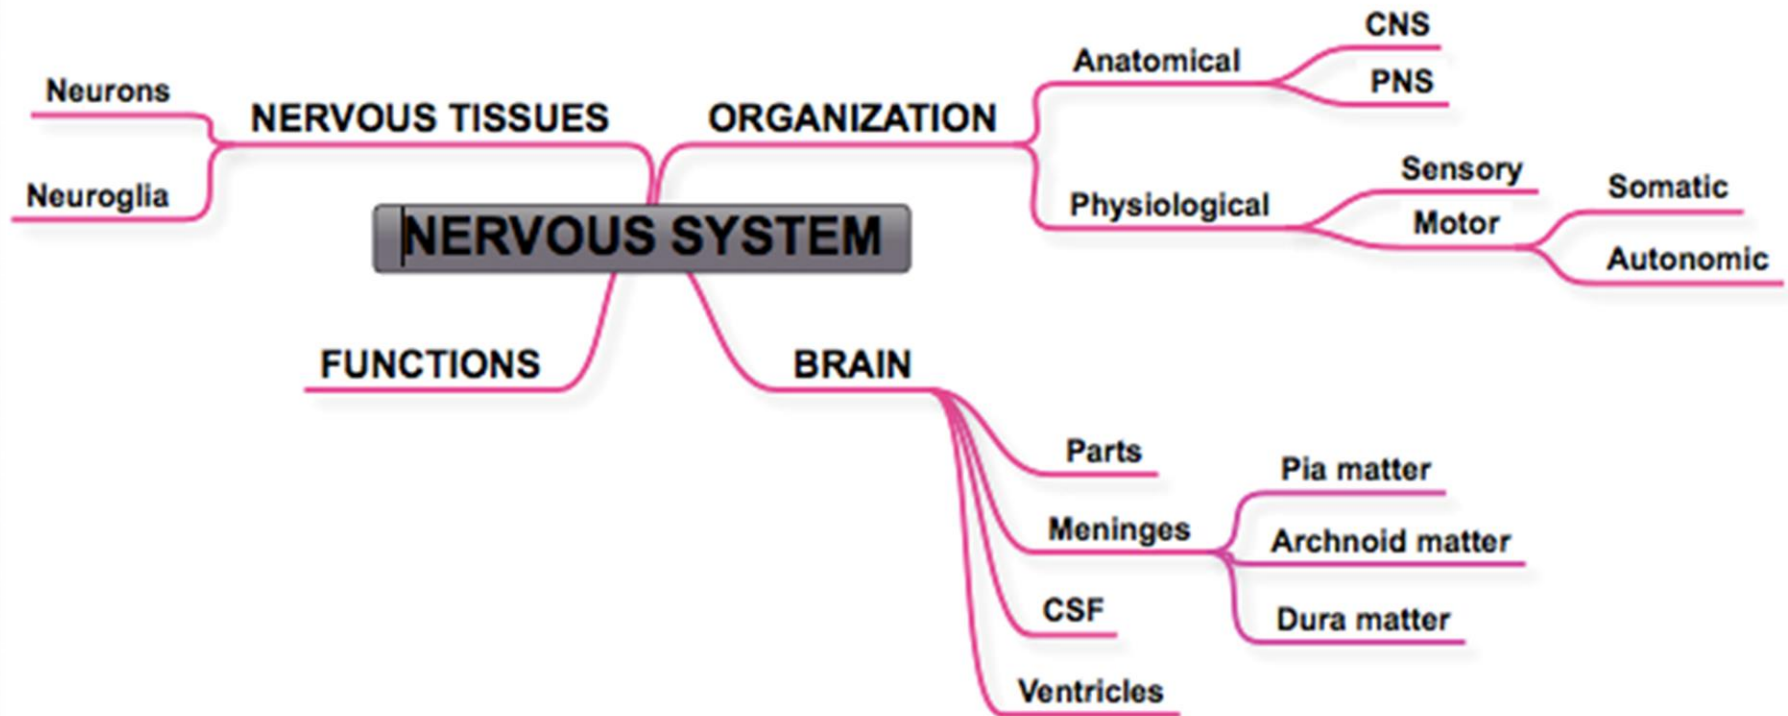 CNS
Anatomical
PNS
Neurons
NERVOUS TISSUES
ORGANIZATION
Neuroglia
Sensory
Physiological
Motor
Somatic
Autonomic
NERVOUS SYSTEM
FUNCTIONS
BRAIN
Parts
Pia matter
Meninges
Archnoid matter
CSF
Dura matter
Ventricles